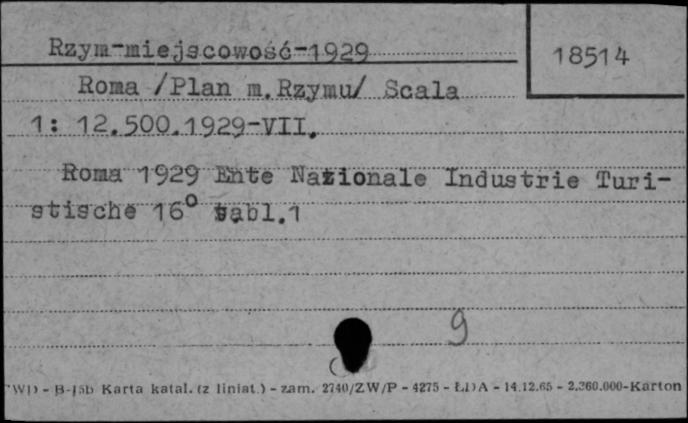 Rzym-miejscowość-1929
18514
Roma /Plan m.Rzymu/ Scala
1: 12.500.1929-VII.
Roma 1929 Ente Nazionale Industrie Turi-
stische 16° tabl.1
9
B-15b Karta katal. (z liniat.) - zam. 2740/ZW/P - 4275 - ŁDA - 14.12.65 - 2.360.000-Karton